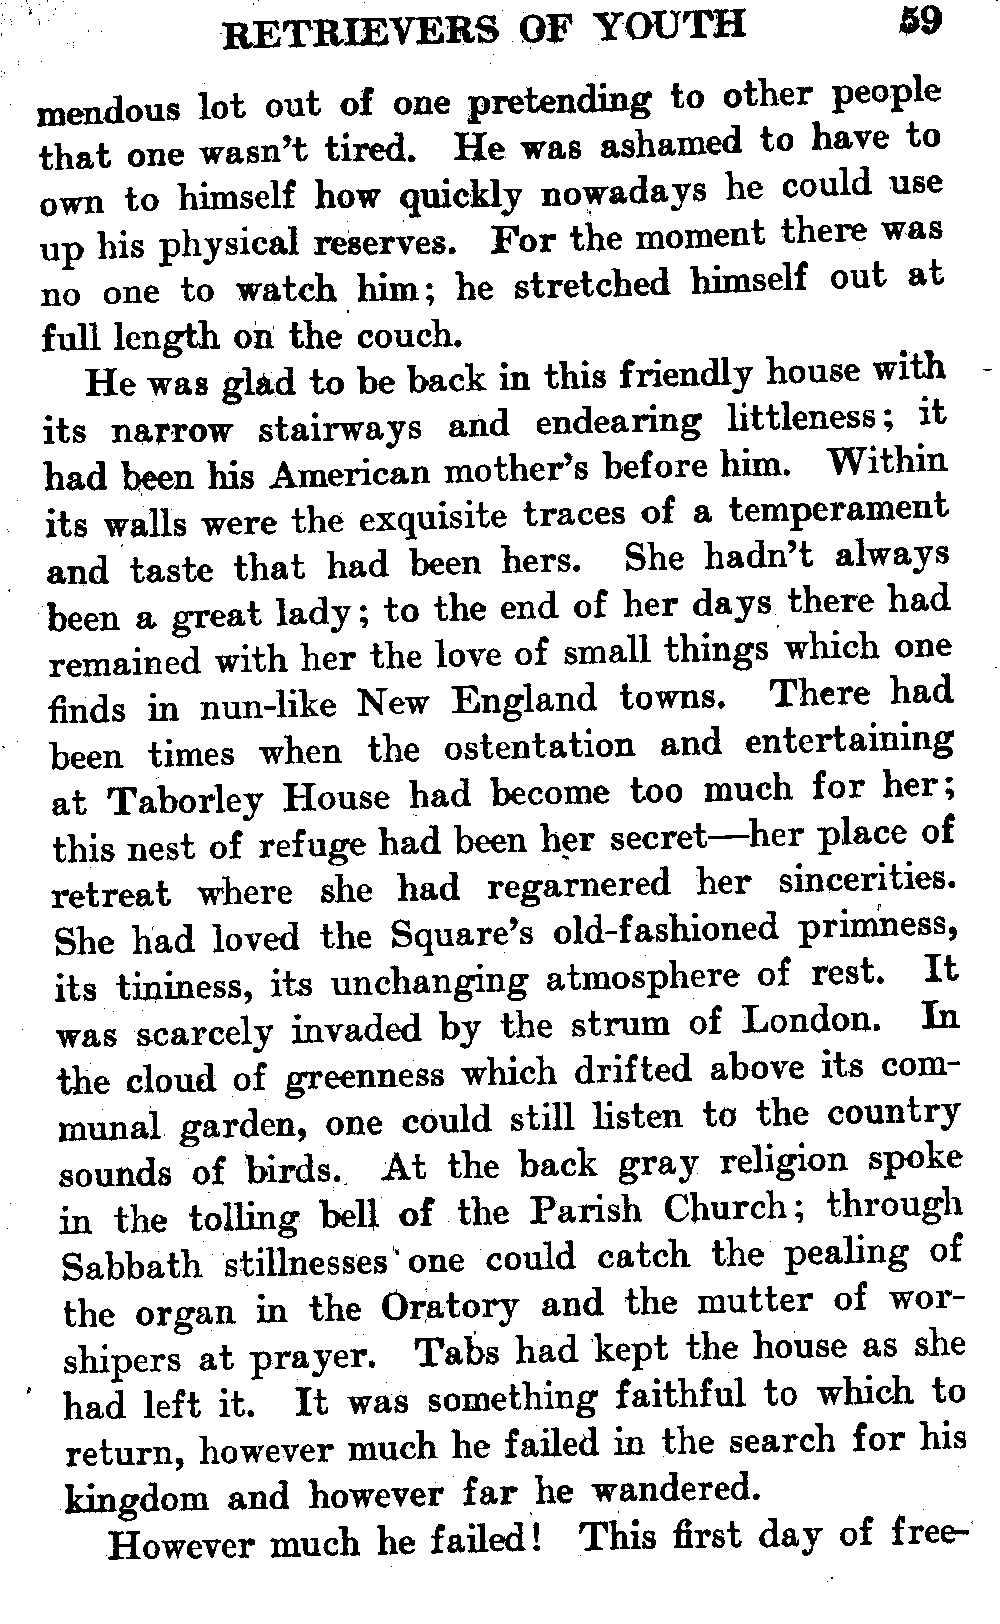 RETRIEVERS OF YOUTH 59
mendous lot out of one pretending to other people
that one wasn't tired. He was ashamed to have to
own to himself how quickly nowadays he could use
up his physical reserves. For the moment there was
no one to watch him; he stretched himself out at
full length on the couch.
He was glad to be back in this friendly house with
its narrow stairways and endearing littleness; it
had been his American mother's before him. Within
its walls were the exquisite traces of a temperament
and taste that had been hers. She hadn't always
been a great lady; to the end of her days there had
remained with her the love of small things which one
finds in nun-like New England towns. There had
been times when the ostentation and entertaining
at Taborley House had become too much for her;
this nest of refuge had been her secret—her place of
retreat where she had regarnered her sincerities.
She had loved the Square's old-fashioned primness,
its tininess, its unchanging atmosphere of rest. It
was scarcely invaded by the strum of London. In
the cloud of greenness which drifted above its com-
munal garden, one could still listen to the country
sounds of birds. At the back gray religion spoke
in the tolling bell of the Parish Church; through
Sabbath stillnesses one could catch the pealing of
the organ in the Oratory and the mutter of wor-
shipers at prayer. Tabs had kept the house as she
had left it. It was something faithful to which to
return, however much he failed in the search for his
kingdom and however far he wandered.
However much he failed! This first day of free-